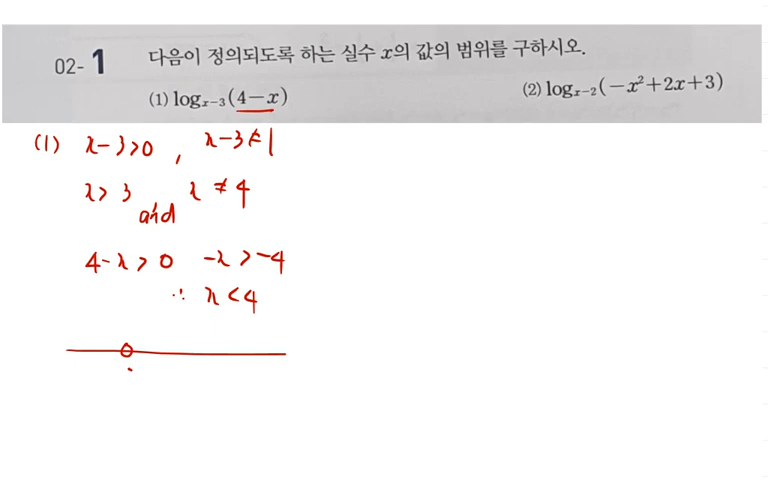 02-1 다음이 정의되도록 하는 실수 x의 값의 범위를 구하시오.
(1) log_{x-3}(4-x) (2) log_{x-2}(-x²+2x+3)
(1) x-3>0, x-3≠1
x>3 and x≠4
4-x>0 -x>-4
∴ x<4